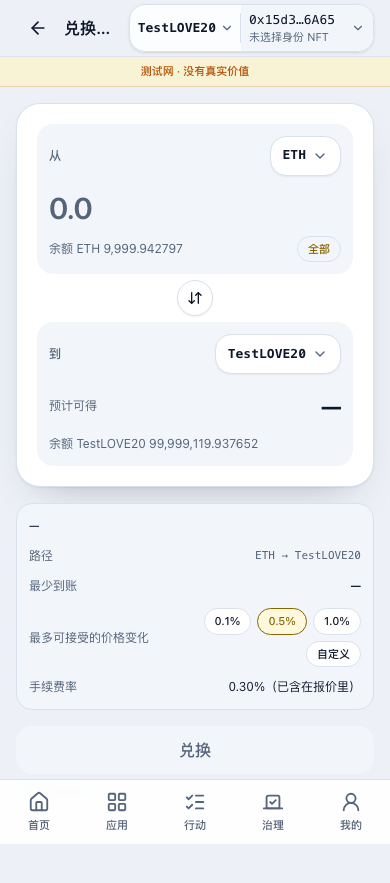 兑换...
TestLOVE20
0x15d3…6A65
未选择身份 NFT
测试网 · 没有真实价值
从
ETH
0.0
余额 ETH 9,999.942797
全部
到
TestLOVE20
预计可得
—
余额 TestLOVE20 99,999,119.937652
—
路径
ETH → TestLOVE20
最少到账
—
最多可接受的价格变化
0.1%
0.5%
1.0%
自定义
手续费率
0.30%（已含在报价里）
兑换
首页
应用
行动
治理
我的